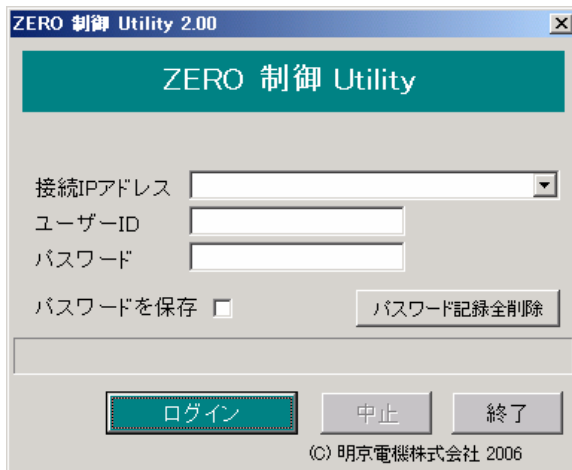 ZERO 制御 Utility 2.00
ZERO 制御 Utility
接続IPアドレス
ユーザーID
パスワード
パスワードを保存
パスワード記録全削除
ログイン
中止
終了
(C) 明京電機株式会社 2006